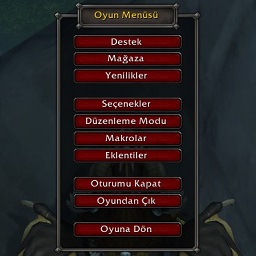 Oyun Menüsü
Destek
Mağaza
Yenilikler
Seçenekler
Düzenleme Modu
Makrolar
Eklentiler
Oturumu Kapat
Oyundan Çık
Oyuna Dön